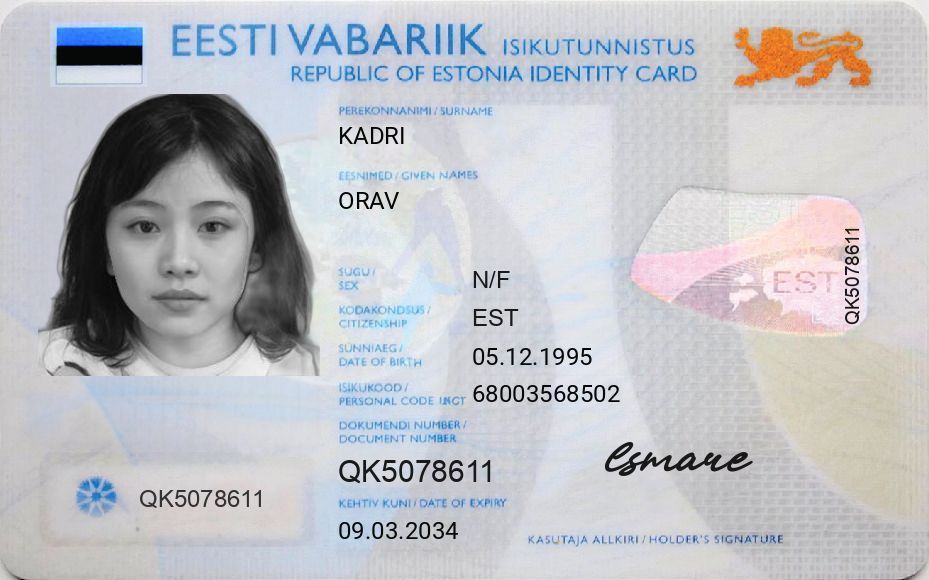 EESTI VABARIIK ISIKUTUNNISTUS
REPUBLIC OF ESTONIA IDENTITY CARD
PEREKONNANIMI / SURNAME
KADRI
EESNIMED / GIVEN NAMES
ORAV
SUGU / SEX
N/F
KODAKONDSUS / CITIZENSHIP
EST
SÜNNIAEG / DATE OF BIRTH
05.12.1995
ISIKUKOOD / PERSONAL CODE
68003568502
DOKUMENDI NUMBER / DOCUMENT NUMBER
QK5078611
KEHTIV KUNI / DATE OF EXPIRY
09.03.2034
QK5078611
EST
QK5078611
KASUTAJA ALLKIRI / HOLDER'S SIGNATURE